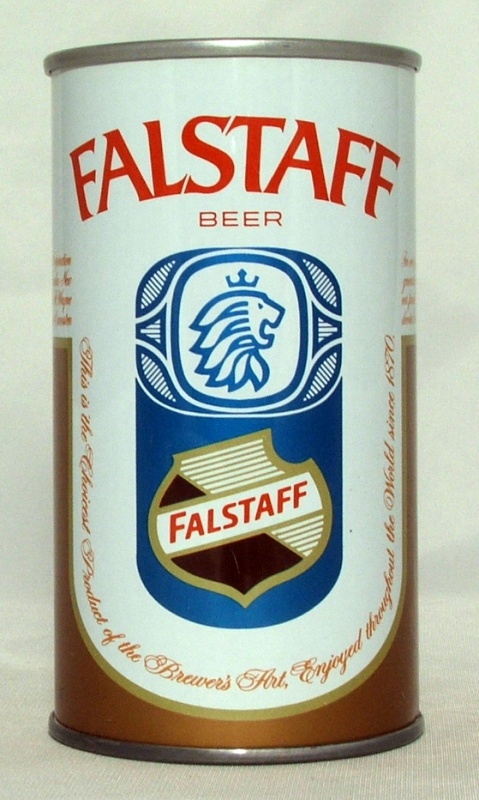 FALSTAFF
BEER
FALSTAFF
This is the Choicest Product of the Brewer's Art, Enjoyed throughout the World since 1870.